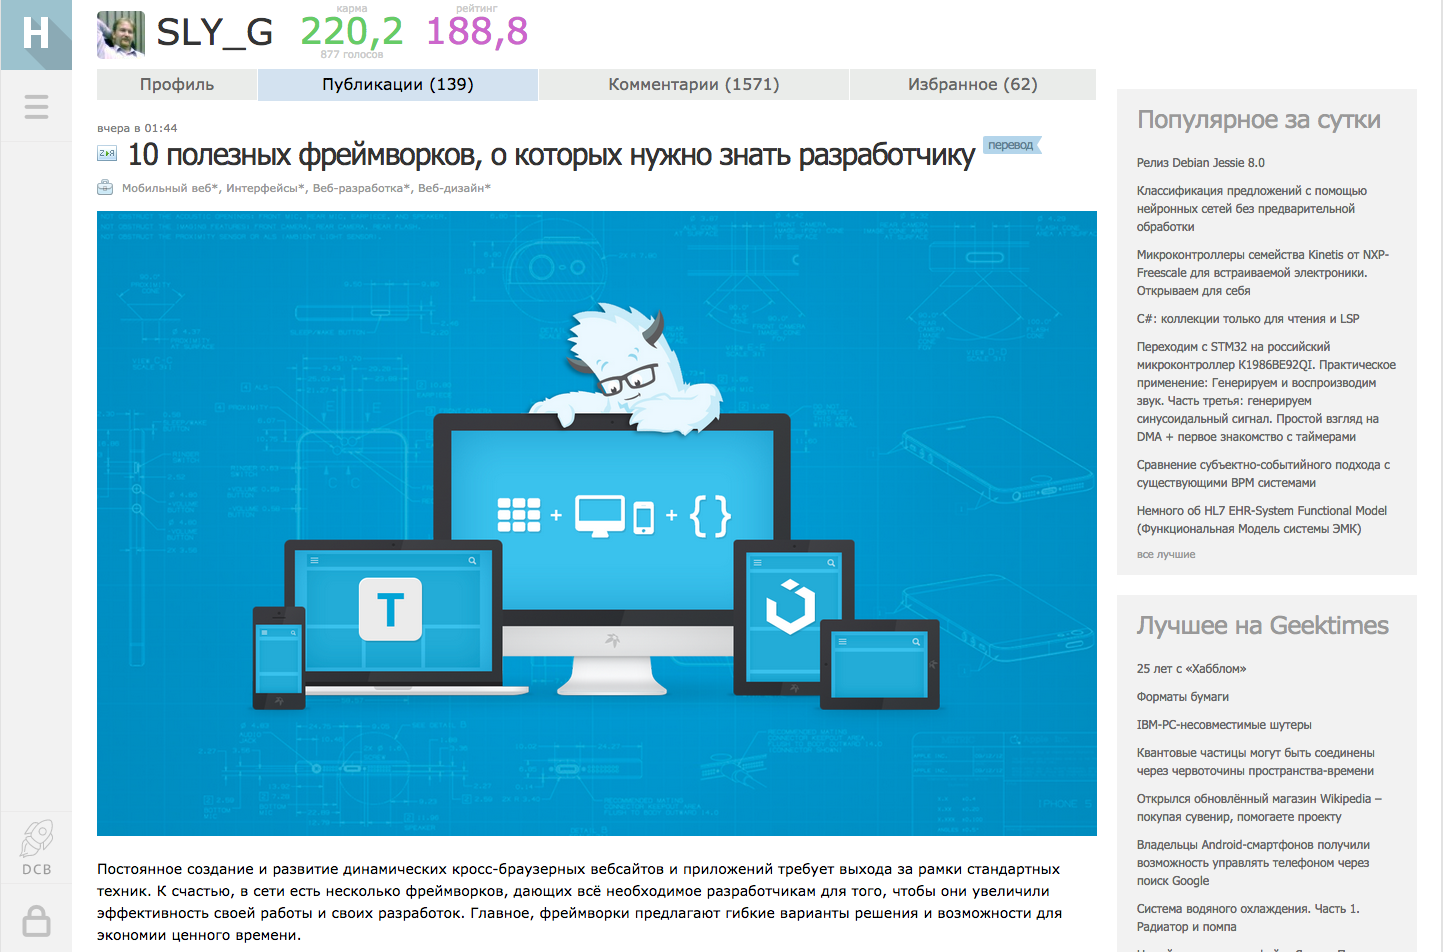 H
SLY_G
карма
220,2
877 голосов
рейтинг
188,8
Профиль
Публикации (139)
Комментарии (1571)
Избранное (62)
вчера в 01:44
10 полезных фреймворков, о которых нужно знать разработчику
перевод
Мобильный веб*, Интерфейсы*, Веб-разработка*, Веб-дизайн*
T
Постоянное создание и развитие динамических кросс-браузерных вебсайтов и приложений требует выхода за рамки стандартных
техник. К счастью, в сети есть несколько фреймворков, дающих всё необходимое разработчикам для того, чтобы они увеличили
эффективность своей работы и своих разработок. Главное, фреймворки предлагают гибкие варианты решения и возможности для
экономии ценного времени.
DCB
Популярное за сутки
Релиз Debian Jessie 8.0
Классификация предложений с помощью
нейронных сетей без предварительной
обработки
Микроконтроллеры семейства Kinetis от NXP-
Freescale для встраиваемой электроники.
Открываем для себя
C#: коллекции только для чтения и LSP
Переходим с STM32 на российский
микроконтроллер К1986ВЕ92QI. Практическое
применение: Генерируем и воспроизводим
звук. Часть третья: генерируем
синусоидальный сигнал. Простой взгляд на
DMA + первое знакомство с таймерами
Сравнение субъектно-событийного подхода с
существующими BPM системами
Немного об HL7 EHR-System Functional Model
(Функциональная Модель системы ЭМК)
все лучшие
Лучшее на Geektimes
25 лет с «Хабблом»
Форматы бумаги
IBM-PC-несовместимые шутеры
Квантовые частицы могут быть соединены
через червоточины пространства-времени
Открылся обновлённый магазин Wikipedia –
покупая сувенир, помогаете проекту
Владельцы Android-смартфонов получили
возможность управлять телефоном через
поиск Google
Система водяного охлаждения. Часть 1.
Радиатор и помпа